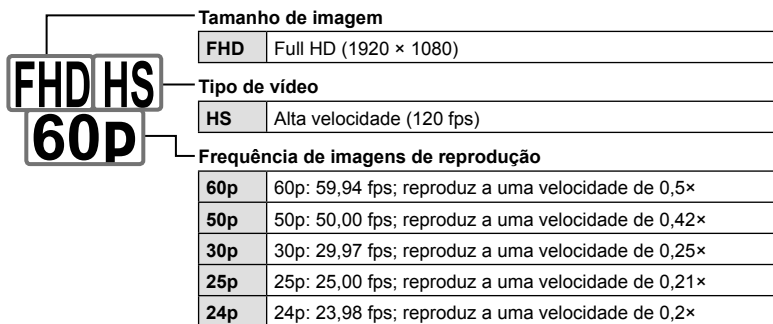 Tamanho de imagem
FHD Full HD (1920 × 1080)
FHD HS
60p
Tipo de vídeo
HS Alta velocidade (120 fps)
Frequência de imagens de reprodução
60p 60p: 59,94 fps; reproduz a uma velocidade de 0,5×
50p 50p: 50,00 fps; reproduz a uma velocidade de 0,42×
30p 30p: 29,97 fps; reproduz a uma velocidade de 0,25×
25p 25p: 25,00 fps; reproduz a uma velocidade de 0,21×
24p 24p: 23,98 fps; reproduz a uma velocidade de 0,2×